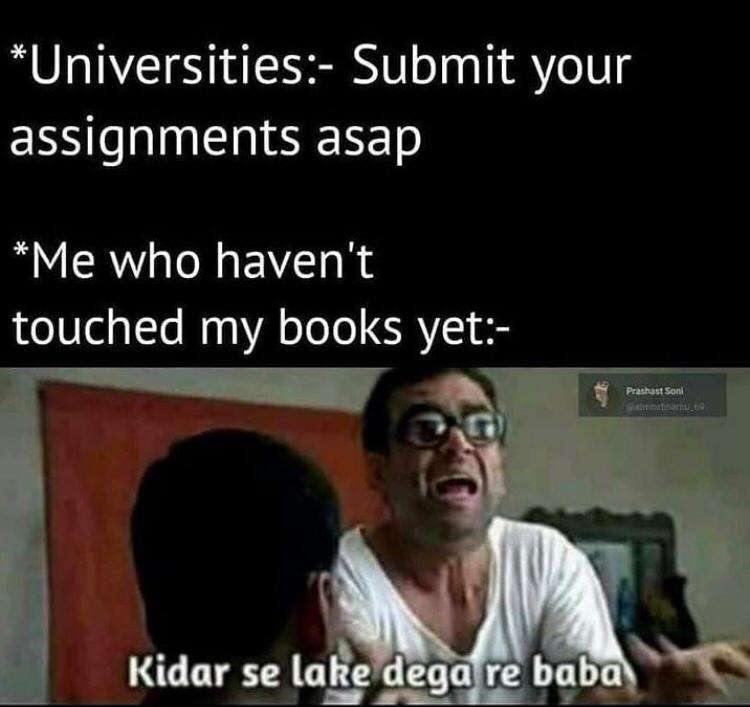 *Universities:- Submit your
assignments asap
*Me who haven't
touched my books yet:-
Prashast Soni
Kidar se lake dega re baba